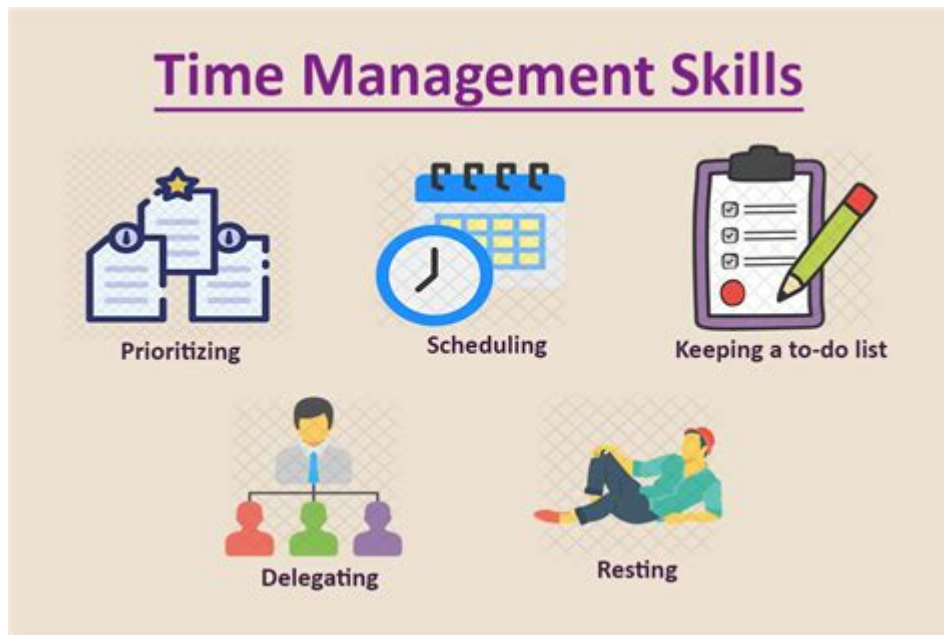 Time Management Skills
Prioritizing
Scheduling
Keeping a to-do list
Delegating
Resting